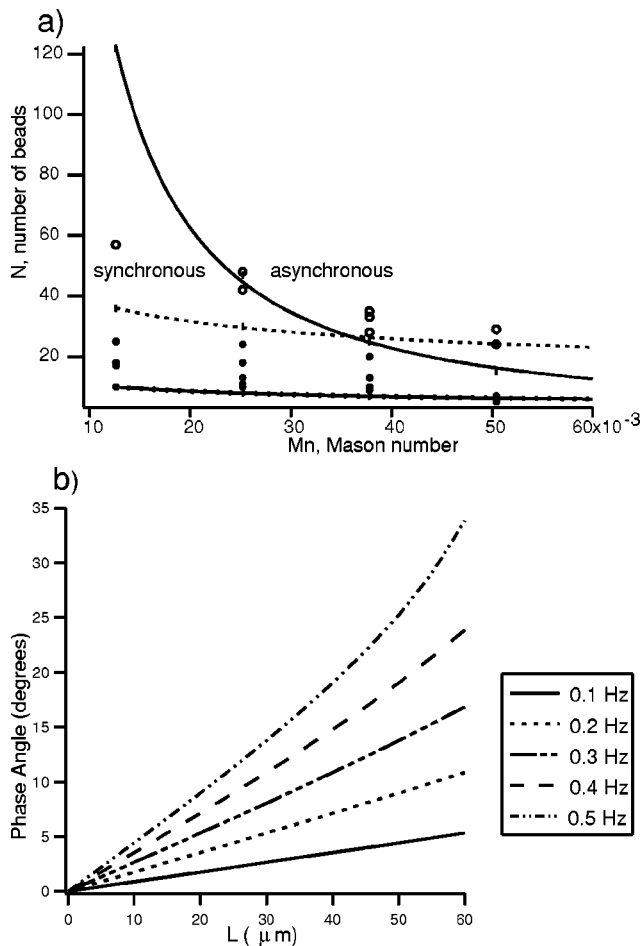 a)
N, number of beads
120
100
80
60
40
20
synchronous
asynchronous
10
20
30
40
50
60x10⁻³
Mn, Mason number
b)
Phase Angle (degrees)
35
30
25
20
15
10
5
0
0
10
20
30
40
50
60
L ( μm)
0.1 Hz
0.2 Hz
0.3 Hz
0.4 Hz
0.5 Hz